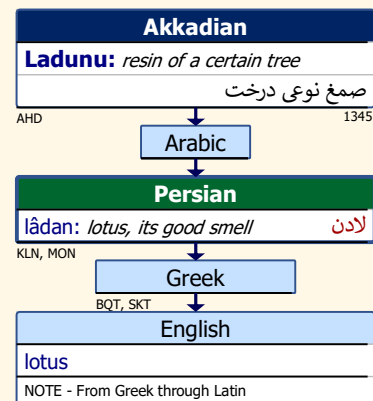 Akkadian
Ladunu: resin of a certain tree
صمغ نوعی درخت
AHD 1345
Arabic
Persian
lâdan: lotus, its good smell لادن
KLN, MON
Greek
BQT, SKT
English
lotus
NOTE - From Greek through Latin